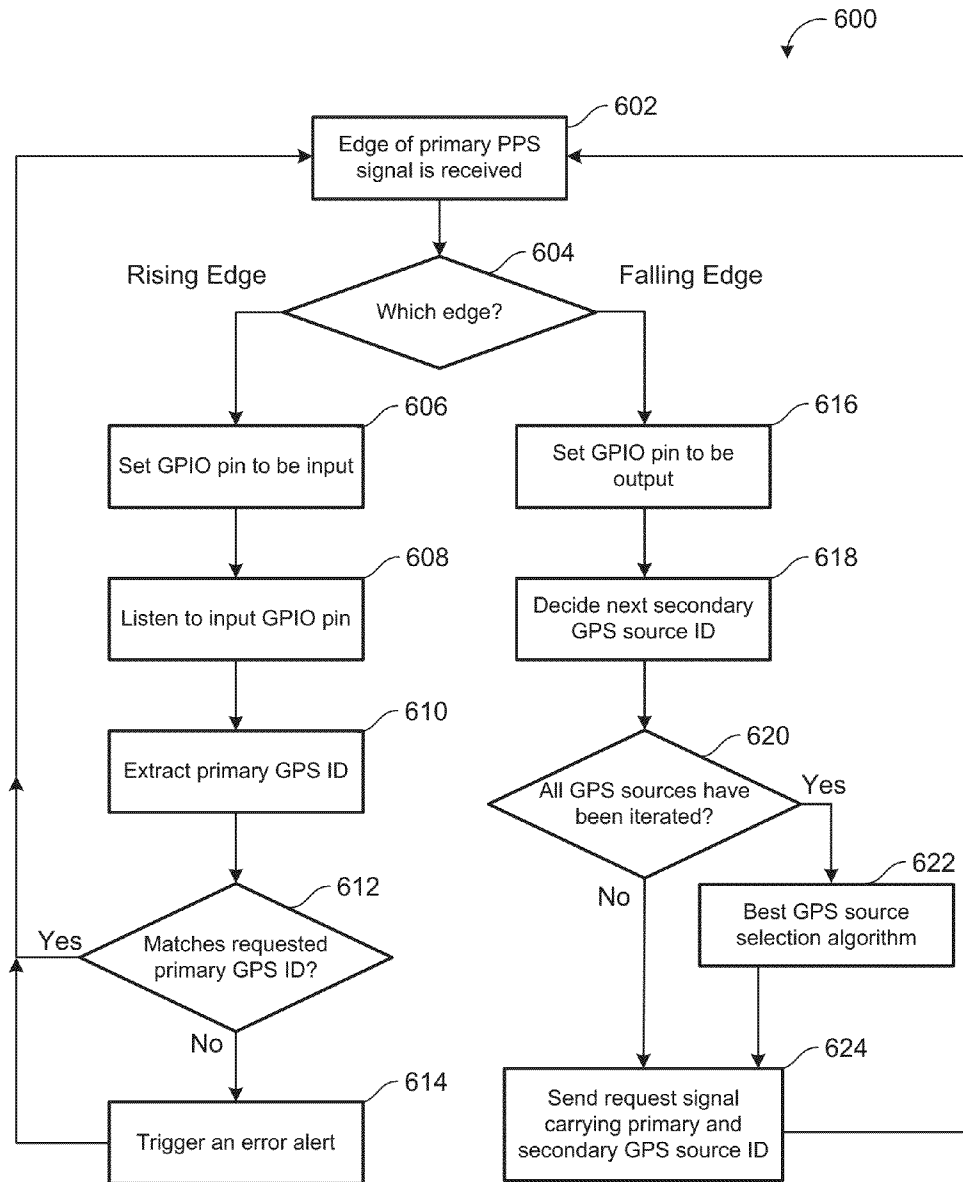 600
602
Edge of primary PPS
signal is received
604
Rising Edge
Falling Edge
Which edge?
606
Set GPIO pin to be input
608
Listen to input GPIO pin
610
Extract primary GPS ID
612
Matches requested
primary GPS ID?
Yes
No
614
Trigger an error alert
616
Set GPIO pin to be
output
618
Decide next secondary
GPS source ID
620
All GPS sources have
been iterated?
Yes
No
622
Best GPS source
selection algorithm
624
Send request signal
carrying primary and
secondary GPS source ID